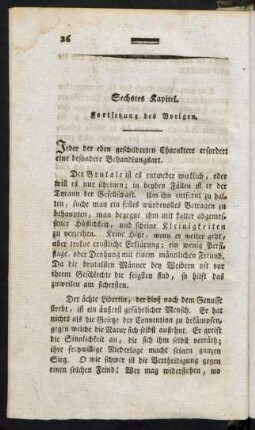 26
Sechstes Kapitel.
Fortsetzung des Vorigen.
Jeder der eben geschilderten Charaktere erfordert
eine besondere Behandlungsart.
Der Brutale ist es entweder wirklich, oder
will es nur scheinen; in beyden Fällen ist er der
Tyrann der Gesellschaft. Um ihn entfernt zu hal-
ten, suche man ein festes würdevolles Betragen zu
behaupten, man begegne ihm mit kalter abgemes-
sener Höflichkeit, und scheine Kleinigkeiten
zu verzeihen. Keine Dupe; wenn er weiter geht,
aber trokne ernstliche Erklärung; ein wenig Persif-
lage, oder Drohung mit einem männlichen Freund.
Da die brutalsten Männer den Weibern oft vor
ihrem Geschlechte die feigsten sind, so hilft das
zuweilen am sichersten.
Der ächte Libertin, der bloß nach dem Genusse
strebt, ist ein äußerst gefährlicher Mensch. Er hat
nichts als die Gesetze der Convention zu bekämpfen,
gegen welche die Natur sich selbst auflehnt. Er greift
die Sinnlichkeit an, die sich ihm selbst verräth;
ihre freywillige Niederlage macht seinen ganzen
Sieg. O wie schwer ist die Vertheidigung gegen
einen solchen Feind! Wer mag widerstehen, wo